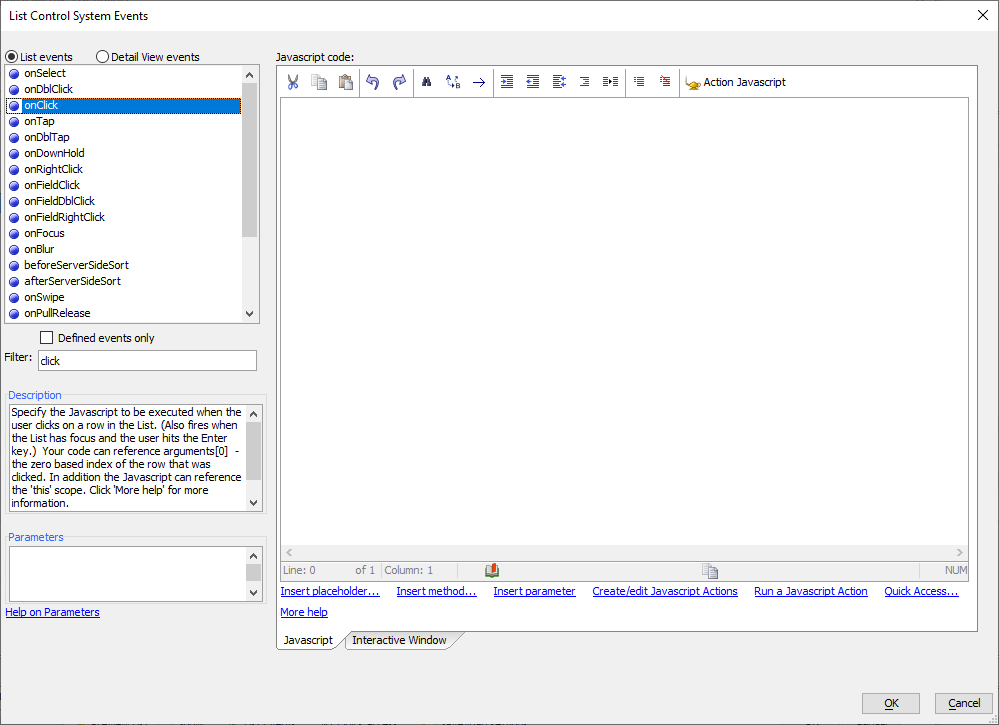 List Control System Events
List events
Detail View events
Javascript code:
onSelect
onDblClick
onClick
onTap
onDblTap
onDownHold
onRightClick
onFieldClick
onFieldDblClick
onFieldRightClick
onFocus
onBlur
beforeServerSideSort
afterServerSideSort
onSwipe
onPullRelease
Defined events only
Filter: click
Description
Specify the Javascript to be executed when the
user clicks on a row in the List. (Also fires when
the List has focus and the user hits the Enter
key.) Your code can reference arguments[0] -
the zero based index of the row that was
clicked. In addition the Javascript can reference
the 'this' scope. Click 'More help' for more
information.
Parameters
Help on Parameters
Action Javascript
Line: 0 of 1 Column: 1 NUM
Insert placeholder... Insert method... Insert parameter Create/edit Javascript Actions Run a Javascript Action Quick Access...
More help
Javascript Interactive Window
OK Cancel